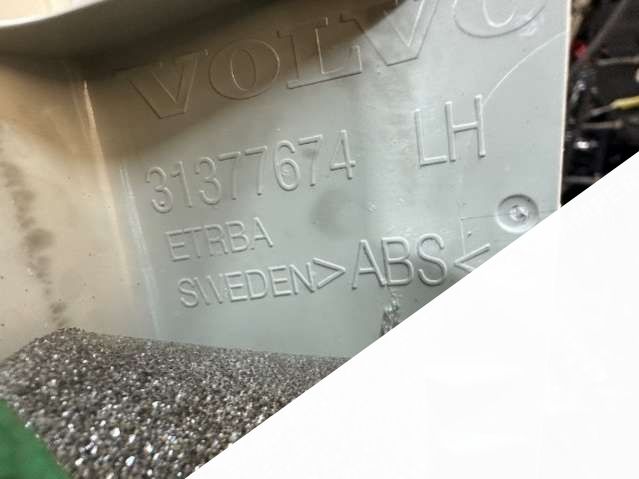 VOLVO
31377674 LH
ETRBA
SWEDEN >ABS<